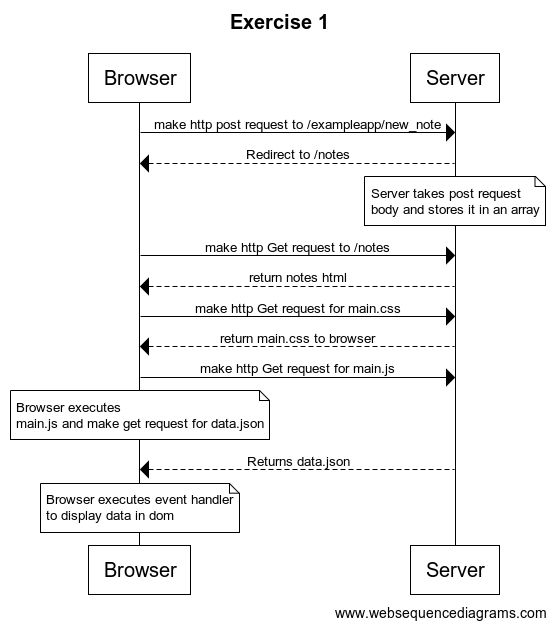 Exercise 1
Browser
Server
make http post request to /exampleapp/new_note
Redirect to /notes
Server takes post request
body and stores it in an array
make http Get request to /notes
return notes html
make http Get request for main.css
return main.css to browser
make http Get request for main.js
Browser executes
main.js and make get request for data.json
Returns data.json
Browser executes event handler
to display data in dom
Browser
Server
www.websequencediagrams.com